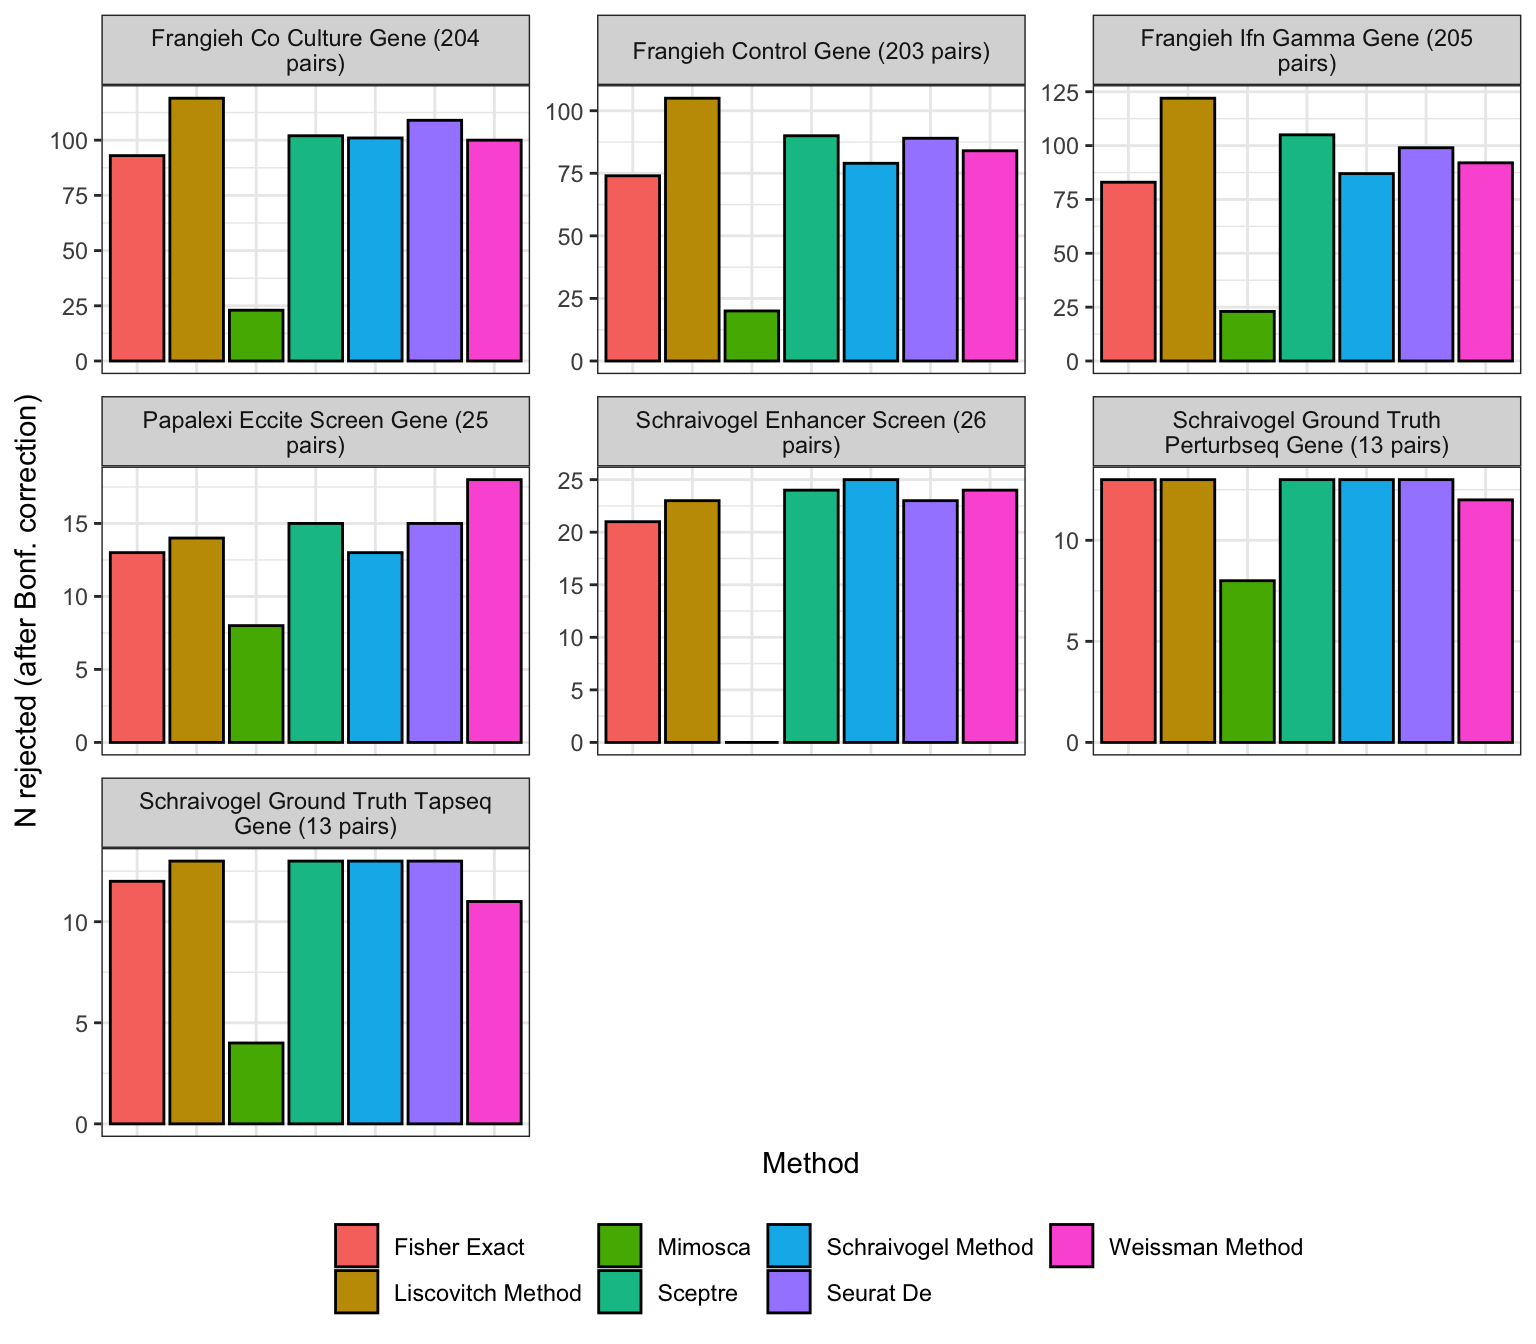 Frangieh Co Culture Gene (204
pairs)
Frangieh Control Gene (203 pairs)
Frangieh Ifn Gamma Gene (205
pairs)
100
75
50
25
0
100
75
50
25
0
125
100
75
50
25
0
Papalexi Eccite Screen Gene (25
pairs)
Schraivogel Enhancer Screen (26
pairs)
Schraivogel Ground Truth
Perturbseq Gene (13 pairs)
15
10
5
0
25
20
15
10
5
0
10
5
0
Schraivogel Ground Truth Tapseq
Gene (13 pairs)
10
5
0
N rejected (after Bonf. correction)
Method
Fisher Exact
Mimosca
Schraivogel Method
Weissman Method
Liscovitch Method
Sceptre
Seurat De